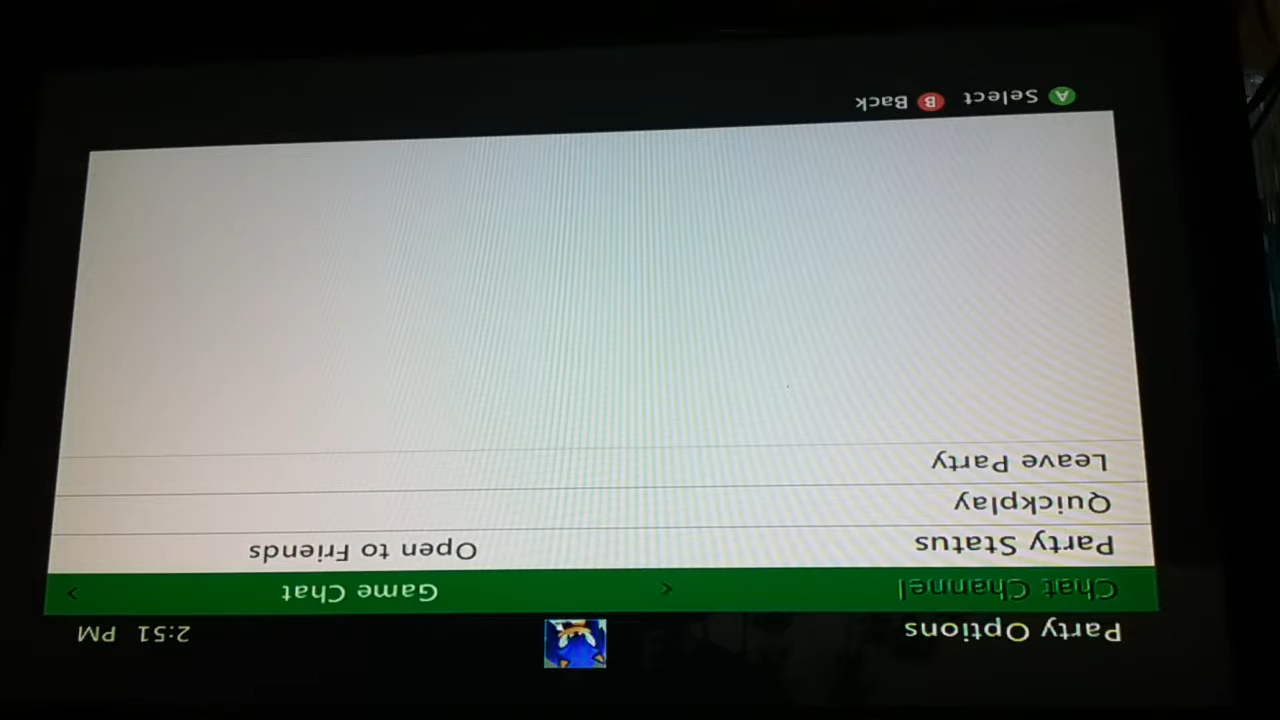 Party Options 2:51 PM
Chat Channel < Game Chat >
Party Status Open to Friends
Quickplay
Leave Party
A Select B Back